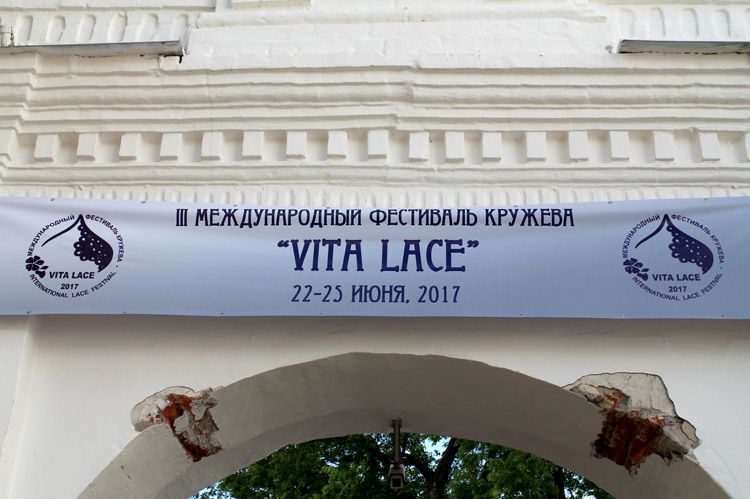 III МЕЖДУНАРОДНЫЙ ФЕСТИВАЛЬ КРУЖЕВА
"VITA LACE"
22-25 ИЮНЯ, 2017
МЕЖДУНАРОДНЫЙ ФЕСТИВАЛЬ КРУЖЕВА
VITA LACE
2017
INTERNATIONAL LACE FESTIVAL
МЕЖДУНАРОДНЫЙ ФЕСТИВАЛЬ КРУЖЕВА
VITA LACE
2017
INTERNATIONAL LACE FESTIVAL